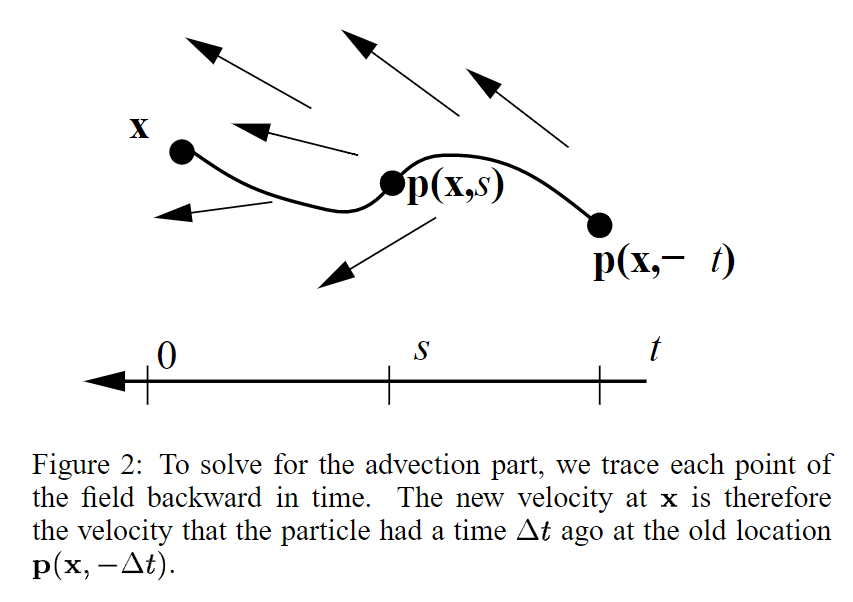 x
p(x,s)
p(x,− t)
0 s t
Figure 2: To solve for the advection part, we trace each point of
the field backward in time. The new velocity at x is therefore
the velocity that the particle had a time Δt ago at the old location
p(x, −Δt).